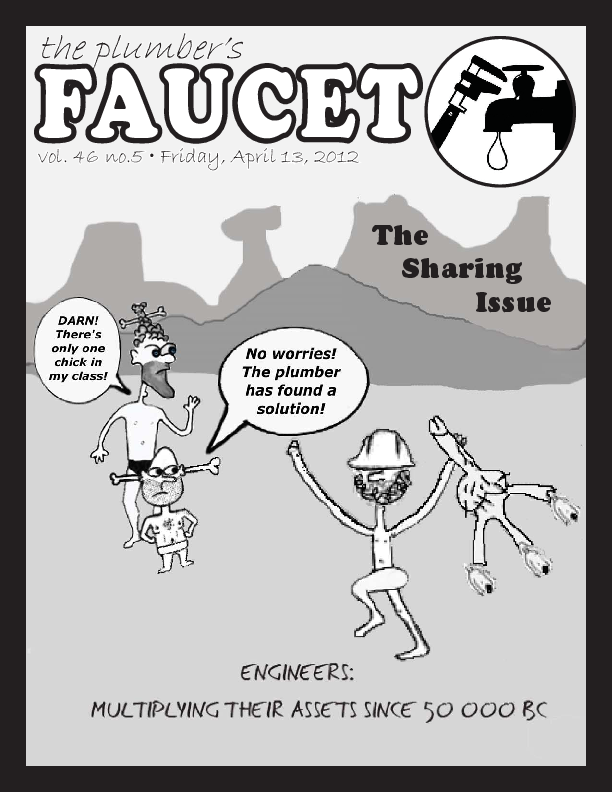 the plumber's
FAUCET
vol. 46 no.5 • Friday, April 13, 2012
The
Sharing
Issue
DARN!
There's
only one
chick in
my class!
No worries!
The plumber
has found a
solution!
ENGINEERS:
MULTIPLYING THEIR ASSETS SINCE 50 000 BC